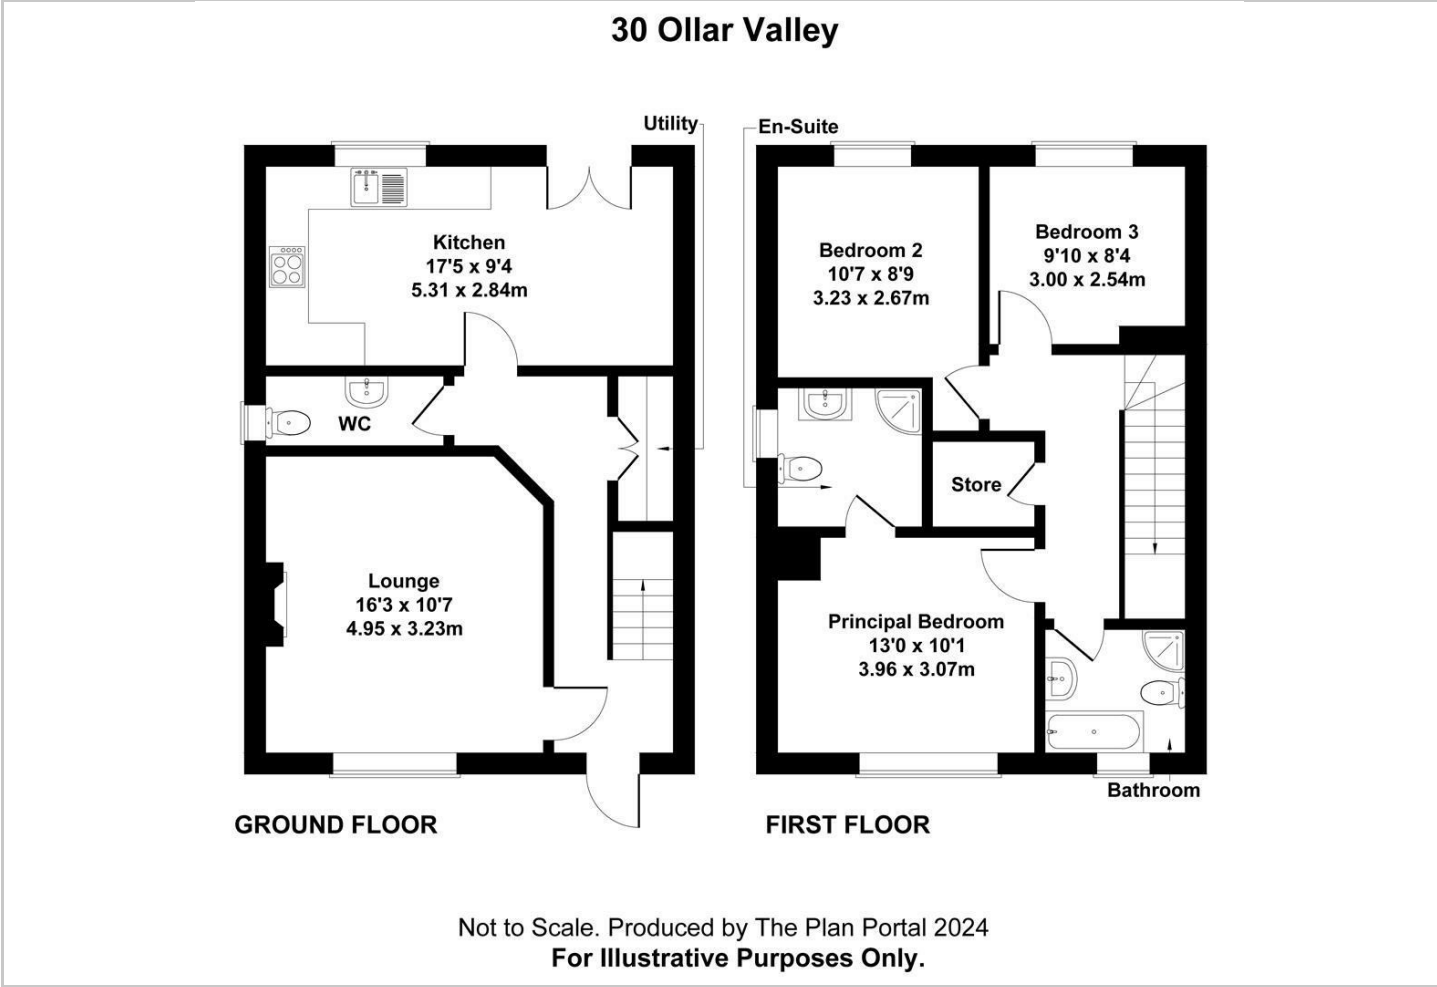 30 Ollar Valley
Utility
En-Suite
Kitchen
17'5 x 9'4
5.31 x 2.84m
WC
Lounge
16'3 x 10'7
4.95 x 3.23m
GROUND FLOOR
Bedroom 2
10'7 x 8'9
3.23 x 2.67m
Bedroom 3
9'10 x 8'4
3.00 x 2.54m
Store
Principal Bedroom
13'0 x 10'1
3.96 x 3.07m
Bathroom
FIRST FLOOR
Not to Scale. Produced by The Plan Portal 2024
For Illustrative Purposes Only.